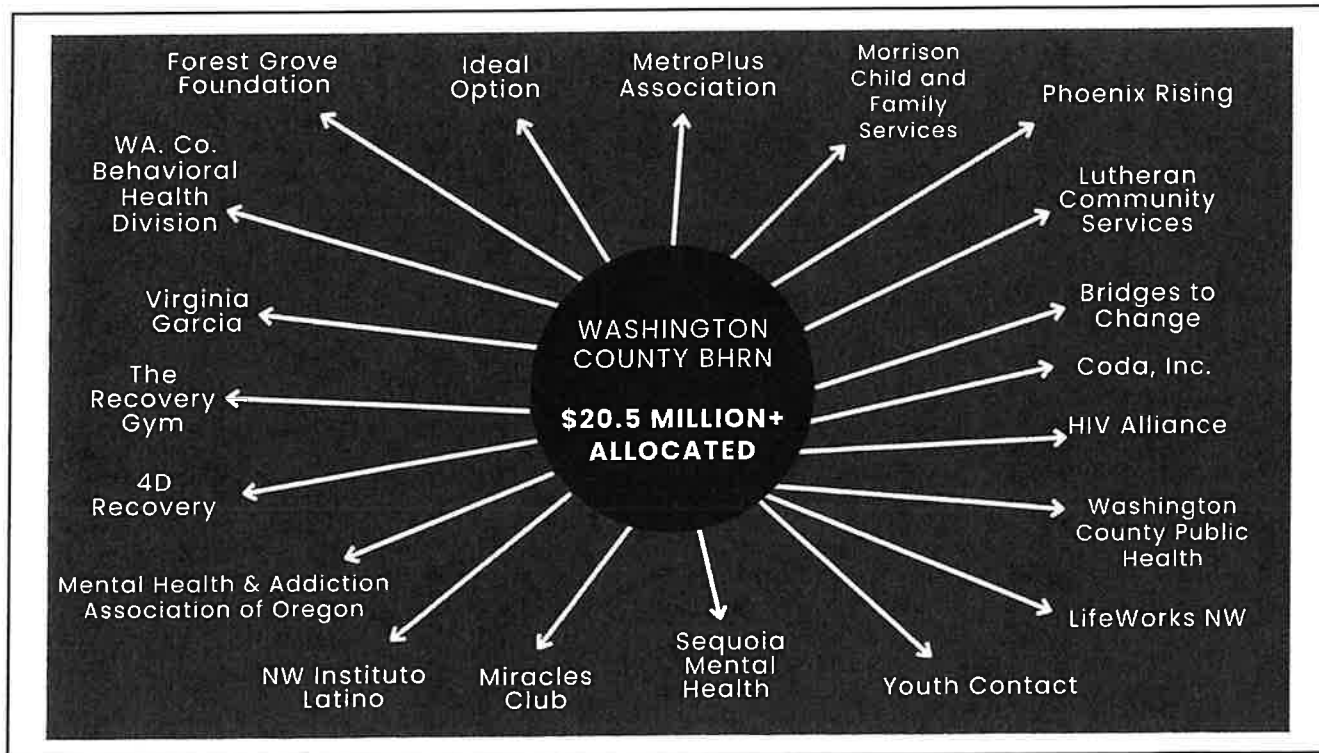 Forest Grove
Foundation
Ideal
Option
MetroPlus
Association
Morrison
Child and
Family
Services
Phoenix Rising
WA. Co.
Behavioral
Health
Division
Lutheran
Community
Services
Virginia
Garcia
Bridges to
Change
WASHINGTON
COUNTY BHRN
$20.5 MILLION+
ALLOCATED
The
Recovery
Gym
Coda, Inc.
HIV Alliance
4D
Recovery
Washington
County Public
Health
Mental Health & Addiction
Association of Oregon
LifeWorks NW
NW Instituto
Latino
Miracles
Club
Sequoia
Mental
Health
Youth Contact